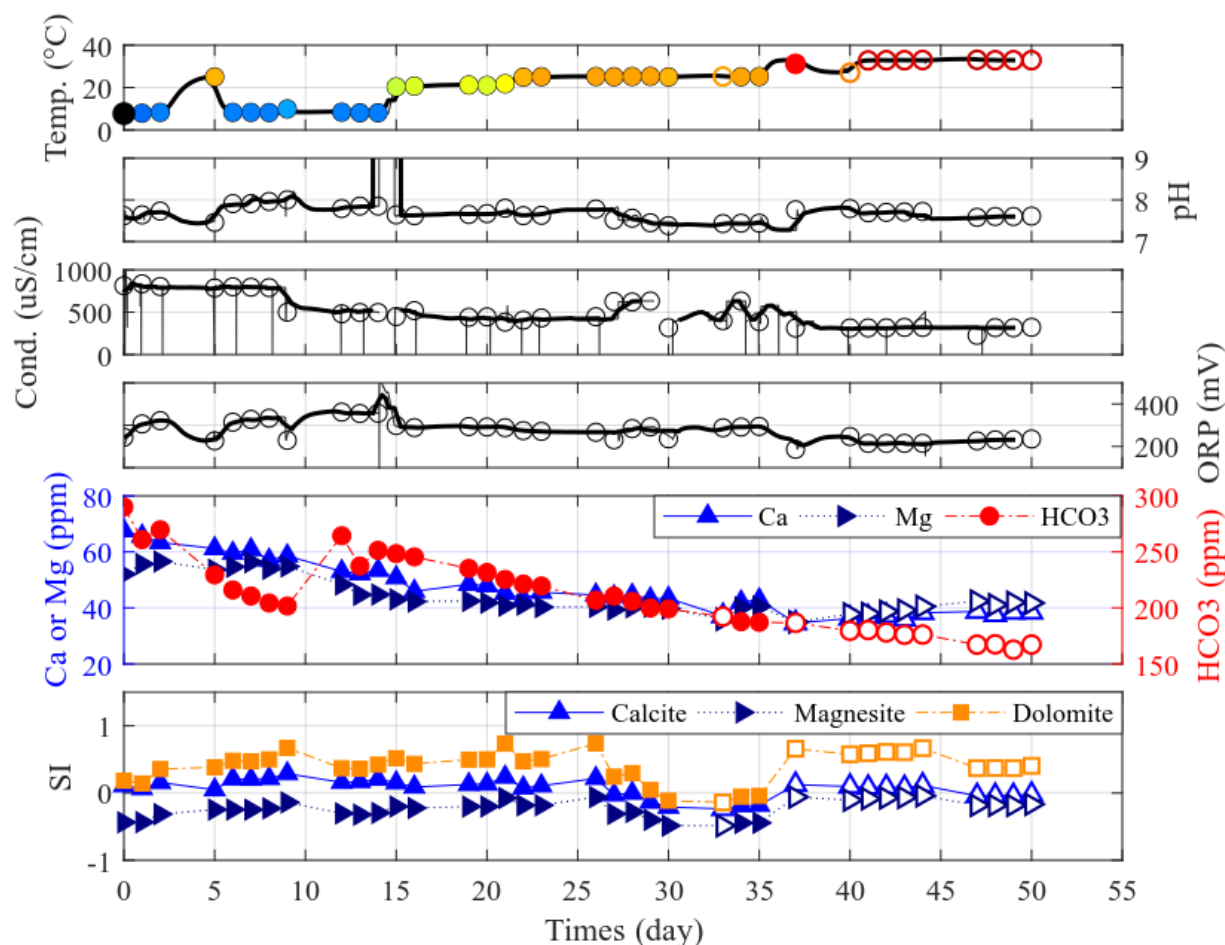 Temp. (°C)
40
20
0
pH
9
8
7
Cond. (uS/cm)
1000
500
0
ORP (mV)
400
200
Ca or Mg (ppm)
80
60
40
20
Ca Mg HCO3
HCO3 (ppm)
300
250
200
150
SI
1
0
-1
Calcite Magnesite Dolomite
0 5 10 15 20 25 30 35 40 45 50 55
Times (day)